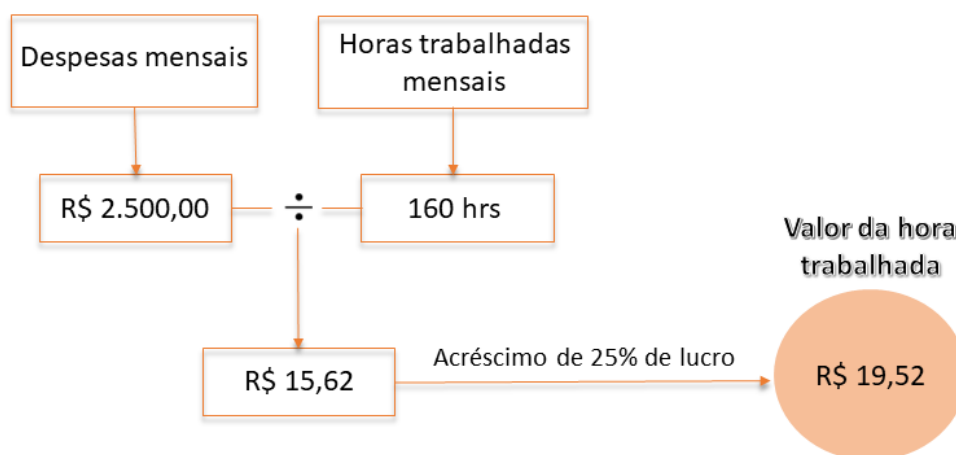 Despesas mensais
Horas trabalhadas
mensais
R$ 2.500,00
÷
160 hrs
Valor da hora
trabalhada
R$ 15,62
Acréscimo de 25% de lucro
R$ 19,52